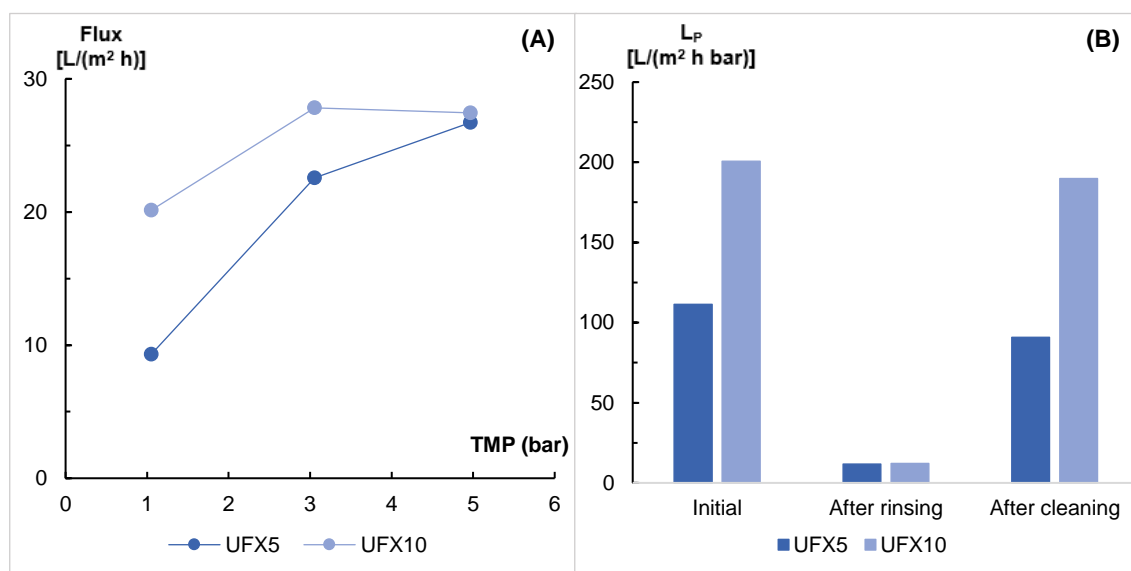 Flux
[L/(m² h)]
(A)
30
20
10
0
0 1 2 3 4 5 6
TMP (bar)
UFX5 UFX10
L_P
[L/(m² h bar)]
(B)
250
200
150
100
50
0
Initial After rinsing After cleaning
UFX5 UFX10